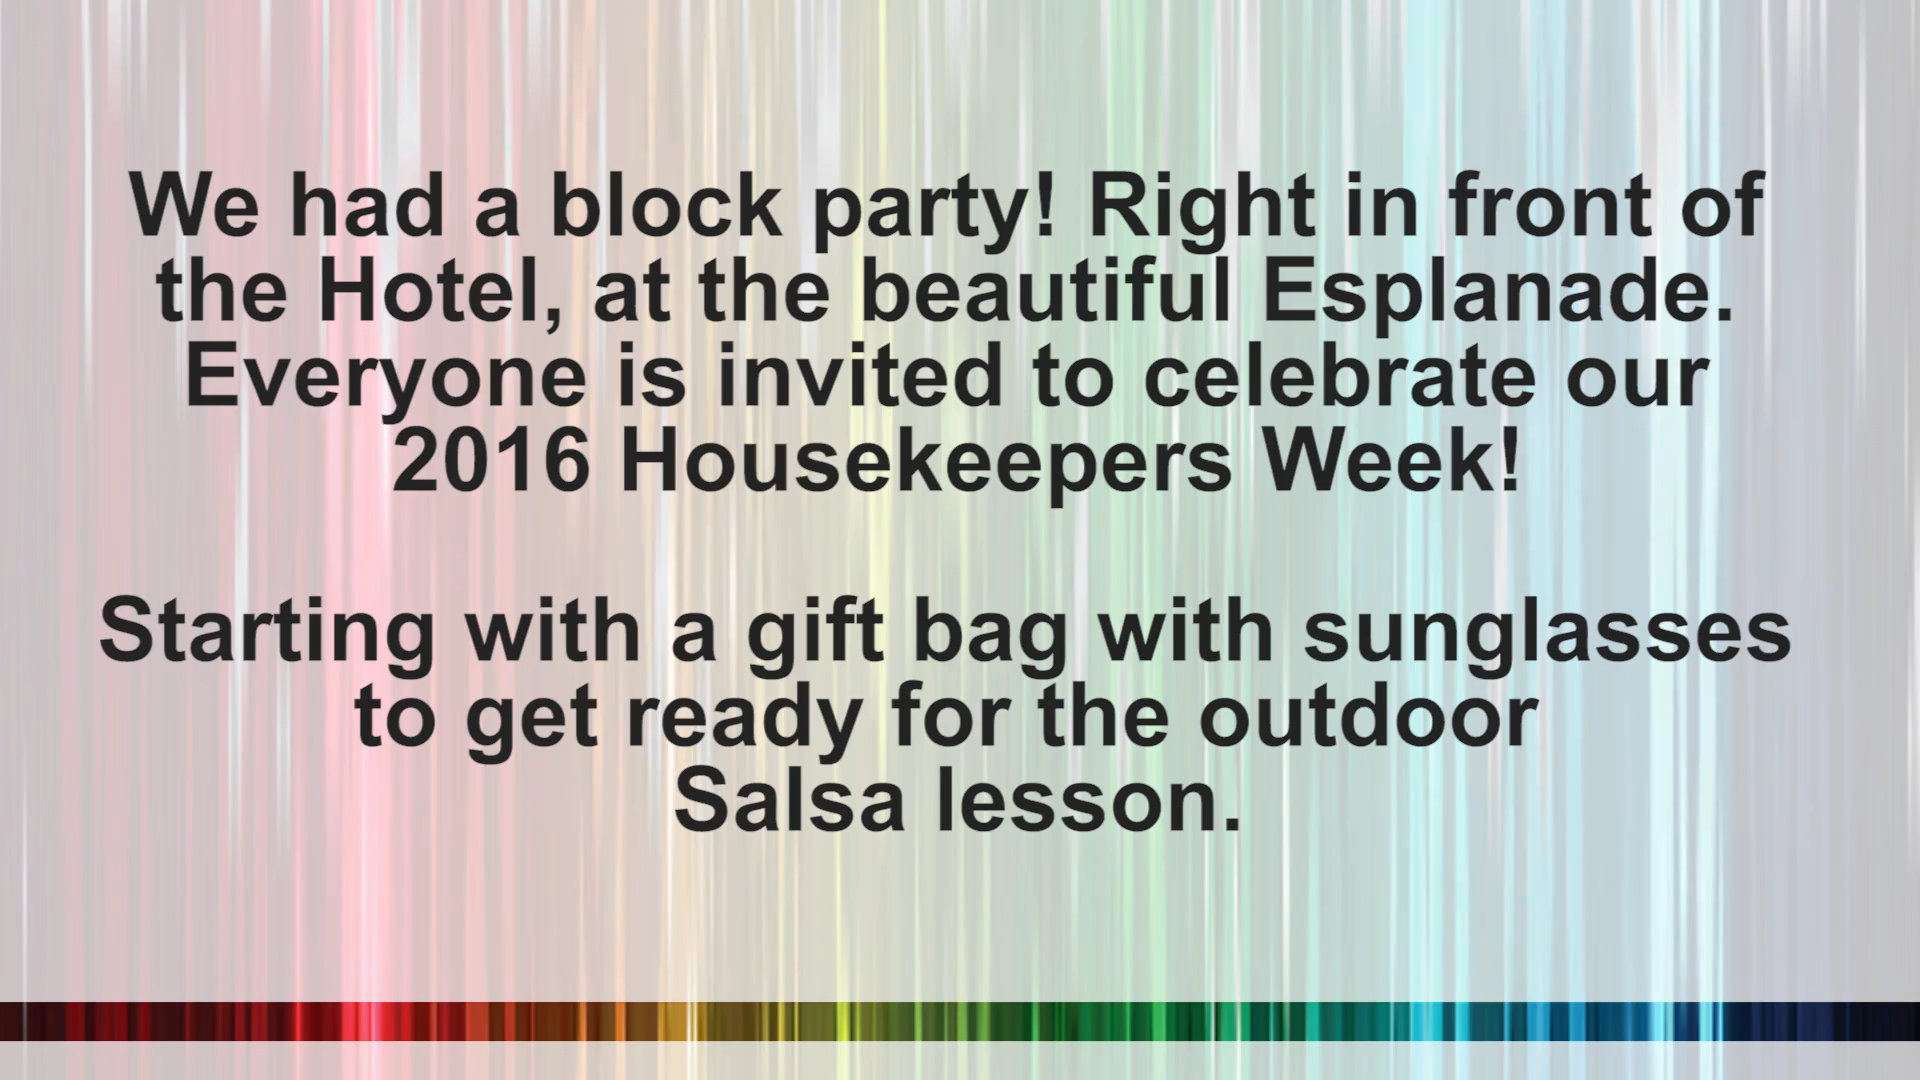 We had a block party! Right in front of
the Hotel, at the beautiful Esplanade.
Everyone is invited to celebrate our
2016 Housekeepers Week!
Starting with a gift bag with sunglasses
to get ready for the outdoor
Salsa lesson.